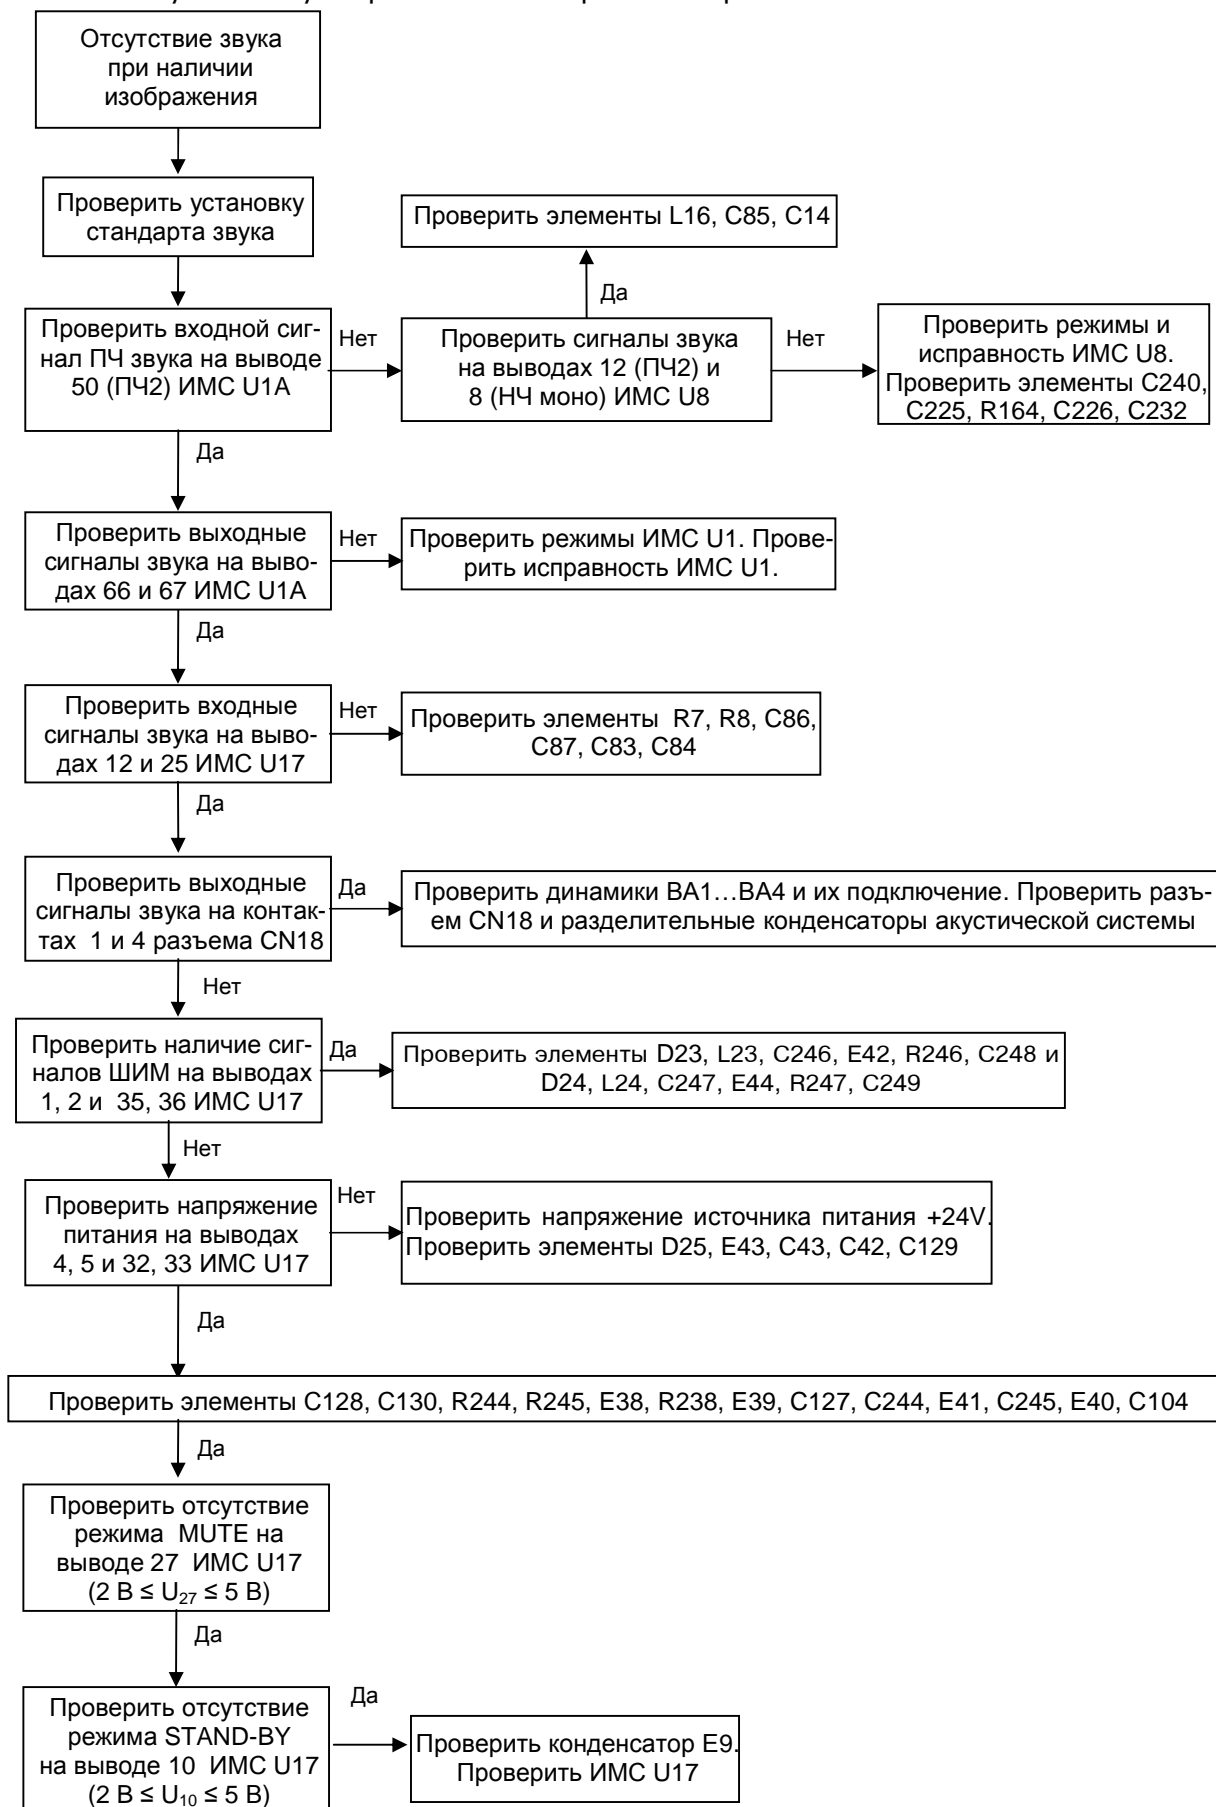 Отсутствие звука
при наличии
изображения
Проверить установку
стандарта звука
Проверить элементы L16, C85, C14
Да
Проверить входной сиг-
нал ПЧ звука на выводе
50 (ПЧ2) ИМС U1A
Нет
Проверить сигналы звука
на выводах 12 (ПЧ2) и
8 (НЧ моно) ИМС U8
Нет
Проверить режимы и
исправность ИМС U8.
Проверить элементы C240,
C225, R164, C226, C232
Да
Проверить выходные
сигналы звука на выво-
дах 66 и 67 ИМС U1A
Нет
Проверить режимы ИМС U1. Прове-
рить исправность ИМС U1.
Да
Проверить входные
сигналы звука на выво-
дах 12 и 25 ИМС U17
Нет
Проверить элементы R7, R8, C86,
C87, C83, C84
Да
Проверить выходные
сигналы звука на контак-
тах 1 и 4 разъема CN18
Да
Проверить динамики BA1…BA4 и их подключение. Проверить разъ-
ем CN18 и разделительные конденсаторы акустической системы
Нет
Проверить наличие сиг-
налов ШИМ на выводах
1, 2 и 35, 36 ИМС U17
Да
Проверить элементы D23, L23, C246, E42, R246, C248 и
D24, L24, C247, E44, R247, C249
Нет
Проверить напряжение
питания на выводах
4, 5 и 32, 33 ИМС U17
Нет
Проверить напряжение источника питания +24V.
Проверить элементы D25, E43, C43, C42, C129
Да
Проверить элементы C128, C130, R244, R245, E38, R238, E39, C127, C244, E41, C245, E40, C104
Да
Проверить отсутствие
режима MUTE на
выводе 27 ИМС U17
(2 В ≤ U27 ≤ 5 В)
Да
Проверить отсутствие
режима STAND-BY
на выводе 10 ИМС U17
(2 В ≤ U10 ≤ 5 В)
Да
Проверить конденсатор E9.
Проверить ИМС U17